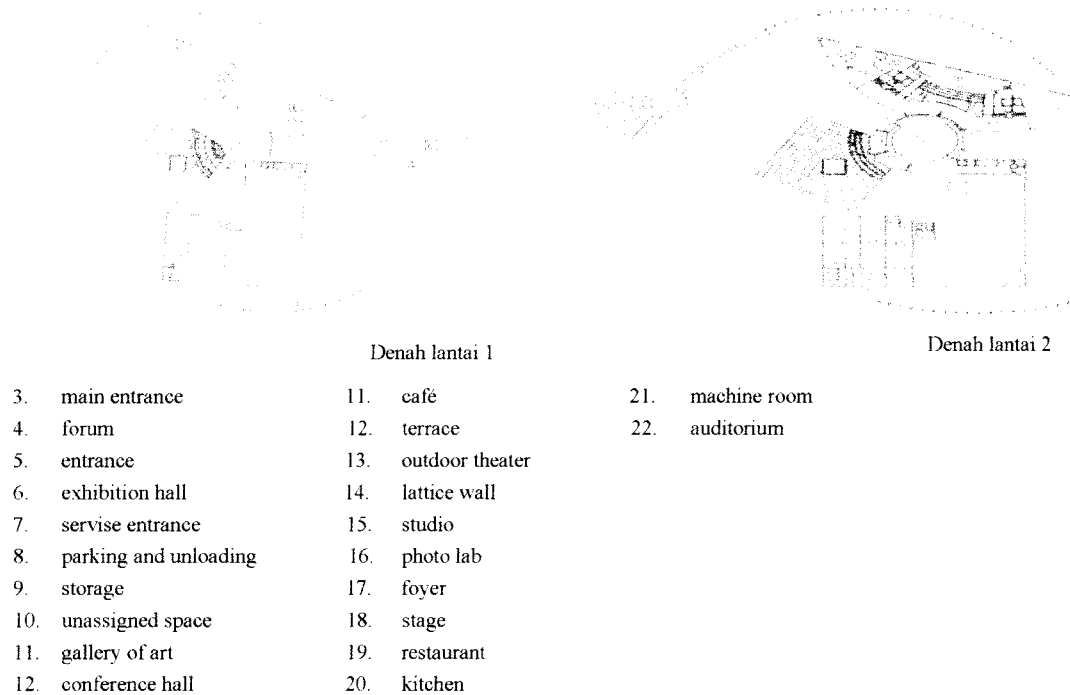 Denah lantai 1
Denah lantai 2
3. main entrance
4. forum
5. entrance
6. exhibition hall
7. servise entrance
8. parking and unloading
9. storage
10. unassigned space
11. gallery of art
12. conference hall
11. café
12. terrace
13. outdoor theater
14. lattice wall
15. studio
16. photo lab
17. foyer
18. stage
19. restaurant
20. kitchen
21. machine room
22. auditorium